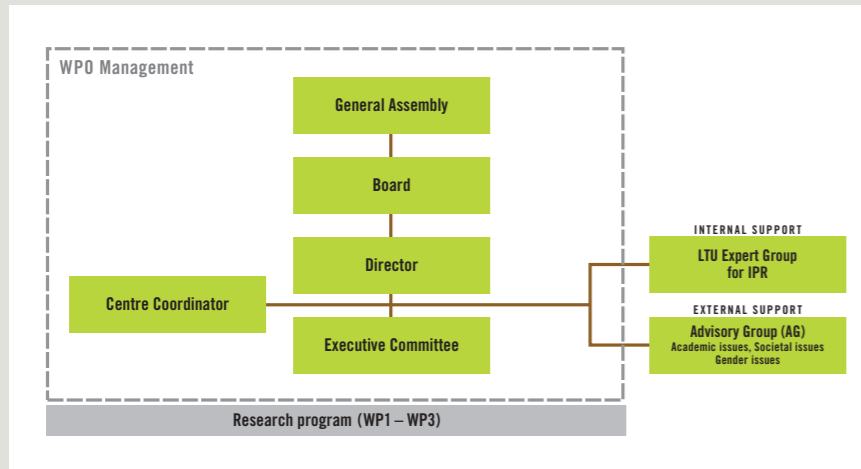 WP0 Management
General Assembly
Board
Director
Centre Coordinator
Executive Committee
INTERNAL SUPPORT
LTU Expert Group
for IPR
EXTERNAL SUPPORT
Advisory Group (AG)
Academic issues, Societal issues
Gender issues
Research program (WP1 – WP3)